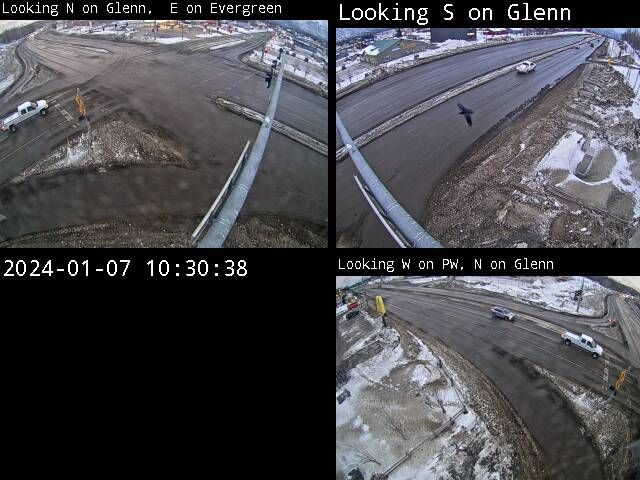 Looking N on Glenn,  E on Evergreen
Looking S on Glenn
2024-01-07 10:30:38
Looking W on PW, N on Glenn